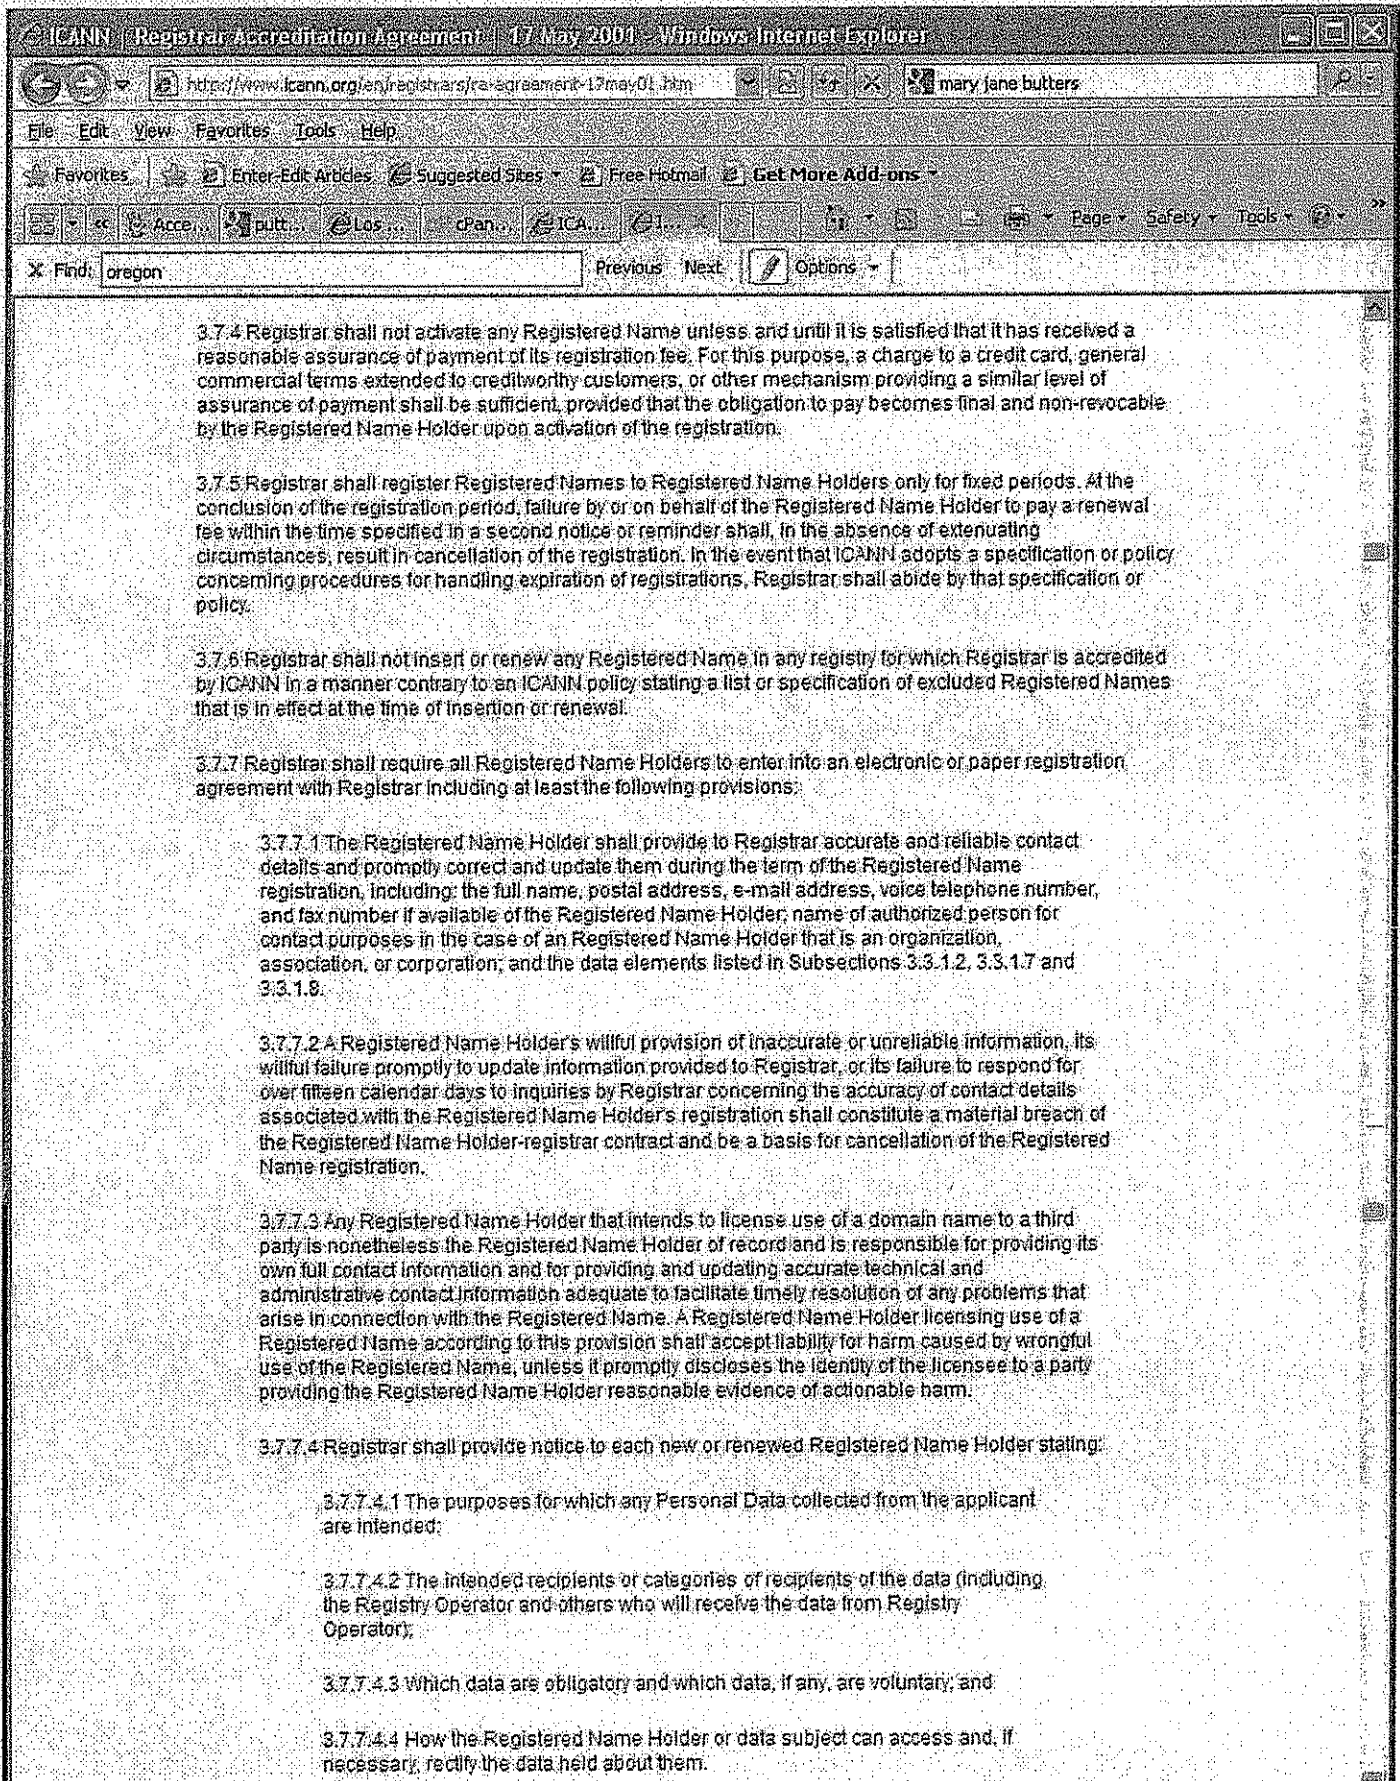 ICANN | Registrar Accreditation Agreement | 17 May 2001 - Windows Internet Explorer
http://www.icann.org/en/registrars/ra-agreement-17may01.htm mary jane butters
File Edit View Favorites Tools Help
Favorites Enter-Edit Articles Suggested Sites Free Hotmail Get More Add-ons
Acce... putt... Los ... cPan... ICA... I... Page Safety Tools
X Find: oregon Previous Next Options
3.7.4 Registrar shall not activate any Registered Name unless and until it is satisfied that it has received a
reasonable assurance of payment of its registration fee. For this purpose, a charge to a credit card, general
commercial terms extended to creditworthy customers, or other mechanism providing a similar level of
assurance of payment shall be sufficient, provided that the obligation to pay becomes final and non-revocable
by the Registered Name Holder upon activation of the registration.
3.7.5 Registrar shall register Registered Names to Registered Name Holders only for fixed periods. At the
conclusion of the registration period, failure by or on behalf of the Registered Name Holder to pay a renewal
fee within the time specified in a second notice or reminder shall, in the absence of extenuating
circumstances, result in cancellation of the registration. In the event that ICANN adopts a specification or policy
concerning procedures for handling expiration of registrations, Registrar shall abide by that specification or
policy.
3.7.6 Registrar shall not insert or renew any Registered Name in any registry for which Registrar is accredited
by ICANN in a manner contrary to an ICANN policy stating a list or specification of excluded Registered Names
that is in effect at the time of insertion or renewal.
3.7.7 Registrar shall require all Registered Name Holders to enter into an electronic or paper registration
agreement with Registrar including at least the following provisions:
3.7.7.1 The Registered Name Holder shall provide to Registrar accurate and reliable contact
details and promptly correct and update them during the term of the Registered Name
registration, including: the full name, postal address, e-mail address, voice telephone number,
and fax number if available of the Registered Name Holder; name of authorized person for
contact purposes in the case of an Registered Name Holder that is an organization,
association, or corporation; and the data elements listed in Subsections 3.3.1.2, 3.3.1.7 and
3.3.1.8.
3.7.7.2 A Registered Name Holder's willful provision of inaccurate or unreliable information, its
willful failure promptly to update information provided to Registrar, or its failure to respond for
over fifteen calendar days to inquiries by Registrar concerning the accuracy of contact details
associated with the Registered Name Holder's registration shall constitute a material breach of
the Registered Name Holder-registrar contract and be a basis for cancellation of the Registered
Name registration.
3.7.7.3 Any Registered Name Holder that intends to license use of a domain name to a third
party is nonetheless the Registered Name Holder of record and is responsible for providing its
own full contact information and for providing and updating accurate technical and
administrative contact information adequate to facilitate timely resolution of any problems that
arise in connection with the Registered Name. A Registered Name Holder licensing use of a
Registered Name according to this provision shall accept liability for harm caused by wrongful
use of the Registered Name, unless it promptly discloses the identity of the licensee to a party
providing the Registered Name Holder reasonable evidence of actionable harm.
3.7.7.4 Registrar shall provide notice to each new or renewed Registered Name Holder stating:
3.7.7.4.1 The purposes for which any Personal Data collected from the applicant
are intended;
3.7.7.4.2 The intended recipients or categories of recipients of the data (including
the Registry Operator and others who will receive the data from Registry
Operator);
3.7.7.4.3 Which data are obligatory and which data, if any, are voluntary; and
3.7.7.4.4 How the Registered Name Holder or data subject can access and, if
necessary, rectify the data held about them.